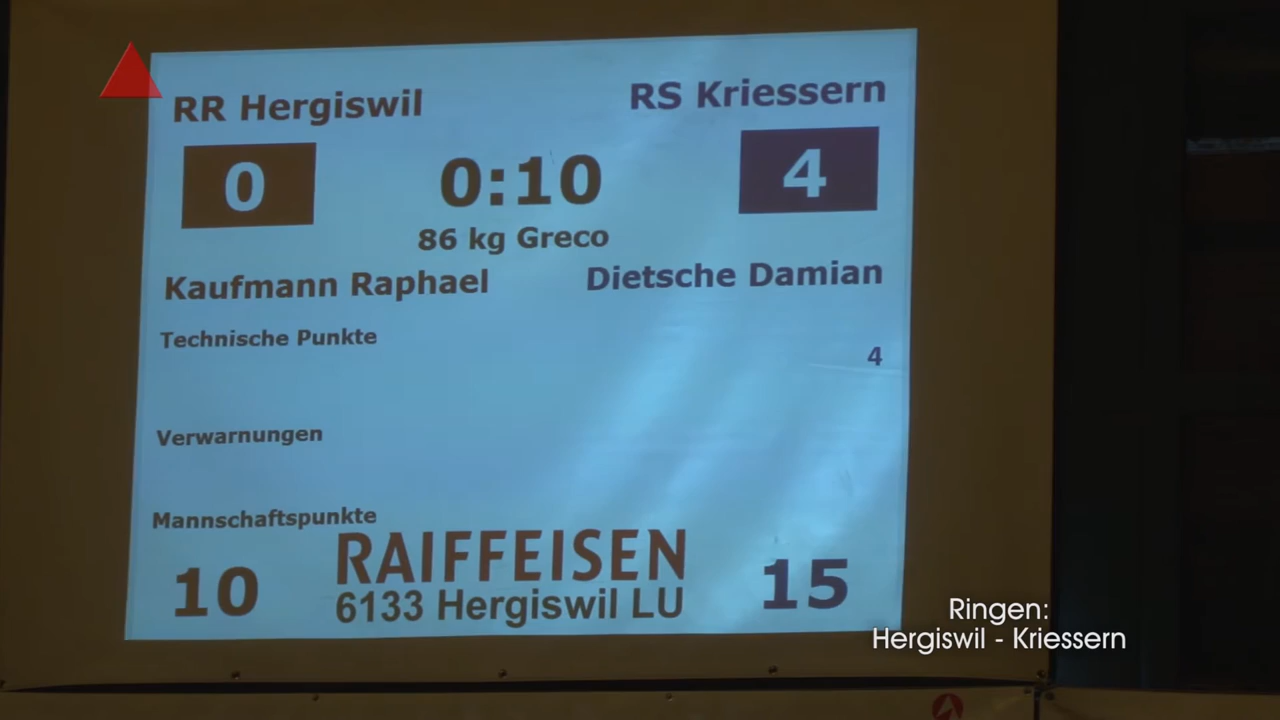 RR Hergiswil
RS Kriessern
0
0:10
4
86 kg Greco
Kaufmann Raphael
Dietsche Damian
Technische Punkte
4
Verwarnungen
Mannschaftspunkte
10
RAIFFEISEN
6133 Hergiswil LU
15
Ringen:
Hergiswil - Kriessern